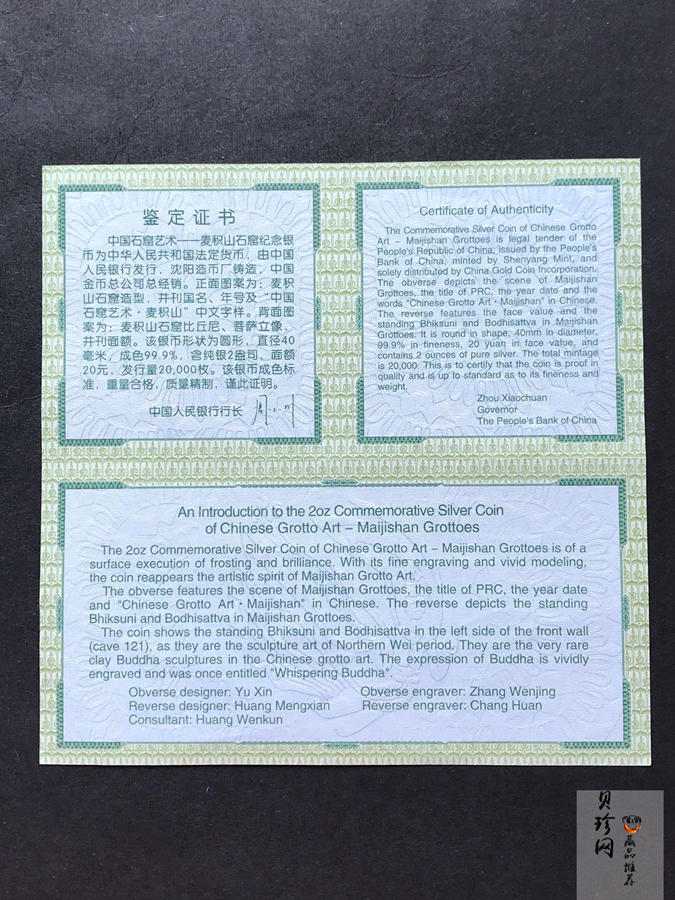 鉴定证书
中国石窟艺术——麦积山石窟纪念银
币为中华人民共和国法定货币，由中国
人民银行发行，沈阳造币厂铸造，中国
金币总公司总经销。正面图案为：麦积
山石窟造型，并刊国名、年号及“中国
石窟艺术·麦积山”中文字样。背面图
案为：麦积山石窟比丘尼、菩萨立像，
并刊面额。该银币形状为圆形，直径40
毫米，成色99.9%，含纯银2盎司，面额
20元，发行量20,000枚。该银币成色标
准，重量合格，质量精制，谨此证明。
中国人民银行行长 周小川
Certificate of Authenticity
The Commemorative Silver Coin of Chinese Grotto
Art – Maijishan Grottoes is legal tender of the
People's Republic of China, issued by the People's
Bank of China, minted by Shenyang Mint, and
solely distributed by China Gold Coin Incorporation.
The obverse depicts the scene of Maijishan
Grottoes, the title of PRC, the year date and the
words "Chinese Grotto Art·Maijishan" in Chinese.
The reverse features the face value and the
standing Bhiksuni and Bodhisattva in Maijishan
Grottoes. It is round in shape, 40mm in diameter,
99.9% in fineness, 20 yuan in face value, and
contains 2 ounces of pure silver. The total mintage
is 20,000. This is to certify that the coin is proof in
quality and is up to standard as to its fineness and
weight.
Zhou Xiaochuan
Governor
The People's Bank of China
An Introduction to the 2oz Commemorative Silver Coin
of Chinese Grotto Art – Maijishan Grottoes
The 2oz Commemorative Silver Coin of Chinese Grotto Art – Maijishan Grottoes is of a
surface execution of frosting and brilliance. With its fine engraving and vivid modeling,
the coin reappears the artistic spirit of Maijishan Grotto Art.
The obverse features the scene of Maijishan Grottoes, the title of PRC, the year date
and "Chinese Grotto Art·Maijishan" in Chinese. The reverse depicts the standing
Bhiksuni and Bodhisattva in Maijishan Grottoes.
The coin shows the standing Bhiksuni and Bodhisattva in the left side of the front wall
(cave 121), as they are the sculpture art of Northern Wei period. They are the very rare
clay Buddha sculptures in the Chinese grotto art. The expression of Buddha is vividly
engraved and was once entitled "Whispering Buddha".
Obverse designer: Yu Xin Obverse engraver: Zhang Wenjing
Reverse designer: Huang Mengxian Reverse engraver: Chang Huan
Consultant: Huang Wenkun
贝珍网
藏品推荐